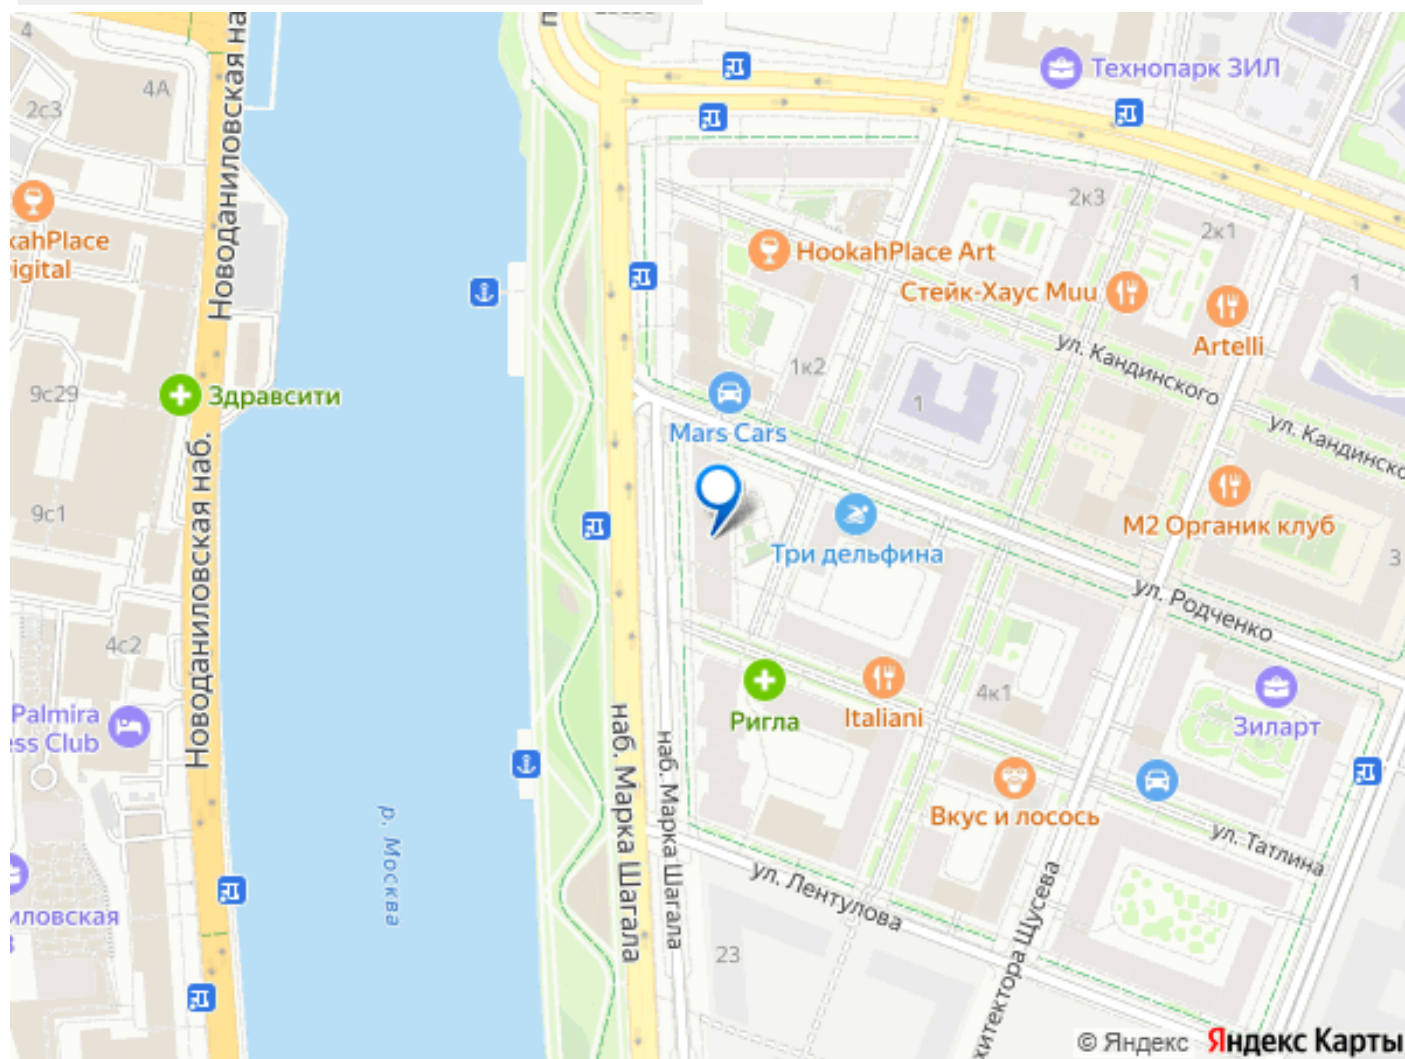 4
4А
2с3
Новоданиловская на
Технопарк ЗИЛ
2к3
2к1
kahPlace
igital
HookahPlace Art
Стейк-Хаус Muu
Artelli
1
ул. Кандинского
1к2
1
9с29
Здравсити
Mars Cars
ул. Кандинско
Новоданиловская наб.
9с1
М2 Органик клуб
Три дельфина
3
ул. Родченко
4с2
4к1
Palmira
ss Club
Ригла
Italiani
Зиларт
наб. Марка Шагала
наб. Марка Шагала
р. Москва
Вкус и лосось
ул. Татлина
ул. Лентулова
иловская
23
хитектора Щусева
© Яндекс Яндекс Карты